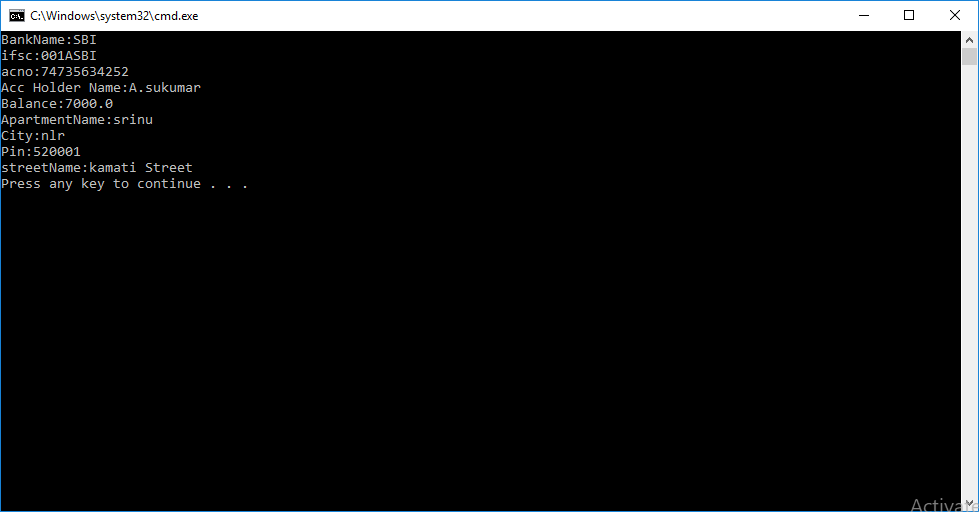 C:\Windows\system32\cmd.exe
BankName:SBI
ifsc:001ASBI
acno:74735634252
Acc Holder Name:A.sukumar
Balance:7000.0
ApartmentName:srinu
City:nlr
Pin:520001
streetName:kamati Street
Press any key to continue . . .